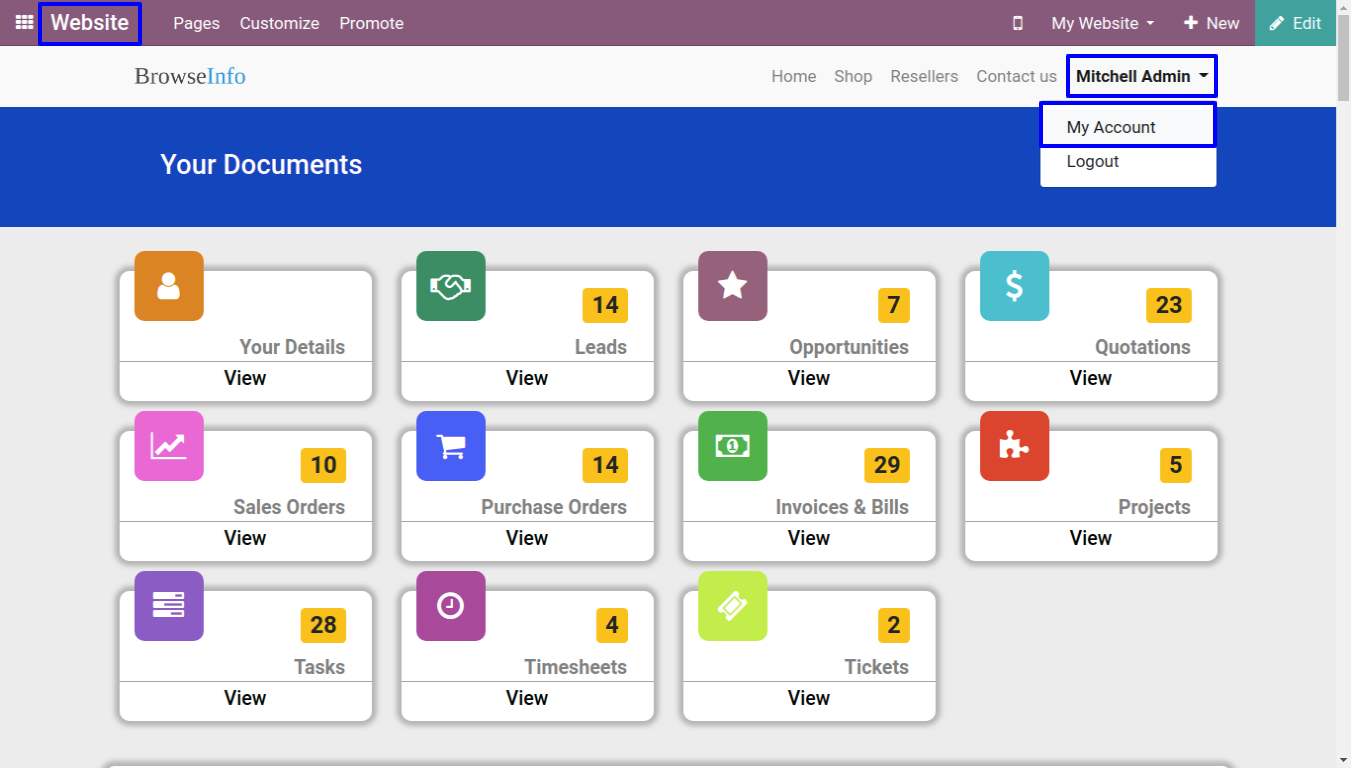 Website Pages Customize Promote My Website New Edit
BrowseInfo Home Shop Resellers Contact us Mitchell Admin
My Account
Logout
Your Documents
14 7 23
Your Details Leads Opportunities Quotations
View View View View
10 14 29 5
Sales Orders Purchase Orders Invoices & Bills Projects
View View View View
28 4 2
Tasks Timesheets Tickets
View View View